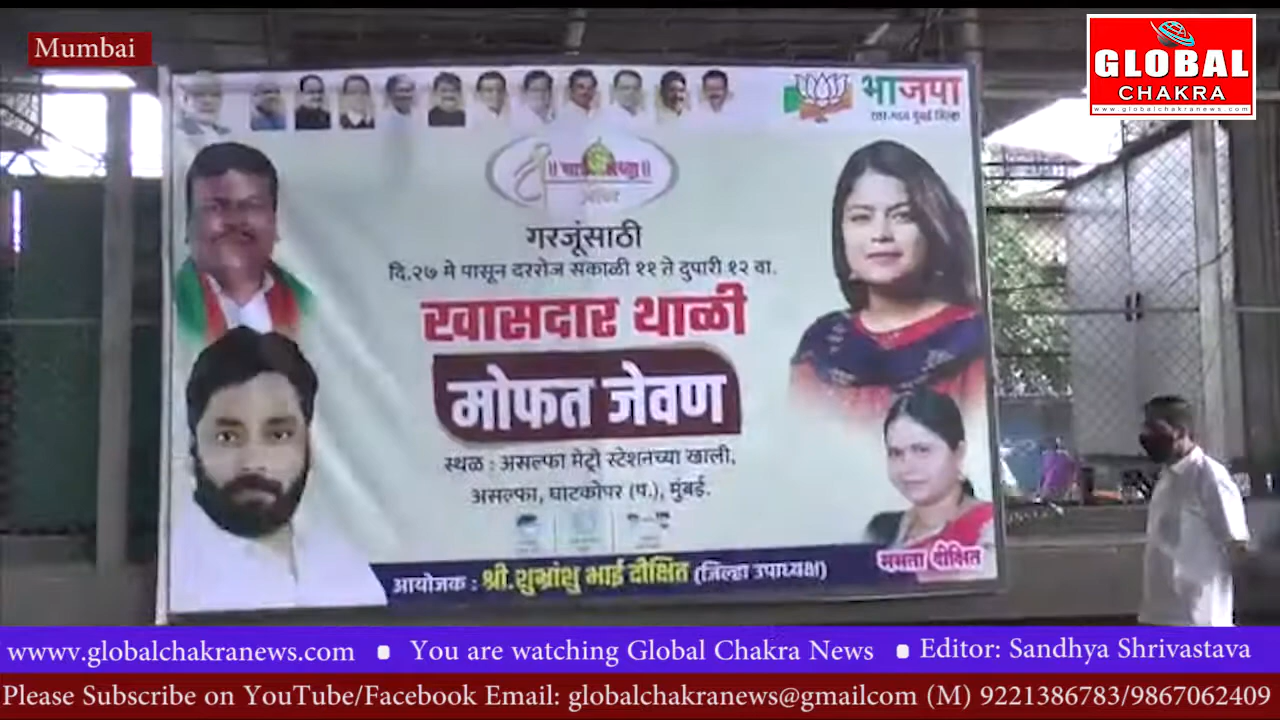 Mumbai
GLOBAL
CHAKRA
www.globalchakranews.com
भाजपा
गरजूंसाठी
दि.२७ मे पासून दररोज सकाळी ११ ते दुपारी १२ वा.
खासदार थाळी
मोफत जेवण
स्थळ : असल्फा मेट्रो स्टेशनच्या खाली,
असल्फा, घाटकोपर (प.), मुंबई.
आयोजक : श्री.शुभ्रांशु भाई दीक्षित (जिल्हा उपाध्यक्ष)
ममता दीक्षित
www.globalchakranews.com ▪ You are watching Global Chakra News ▪ Editor: Sandhya Shrivastava
Please Subscribe on YouTube/Facebook Email: globalchakranews@gmailcom (M) 9221386783/9867062409